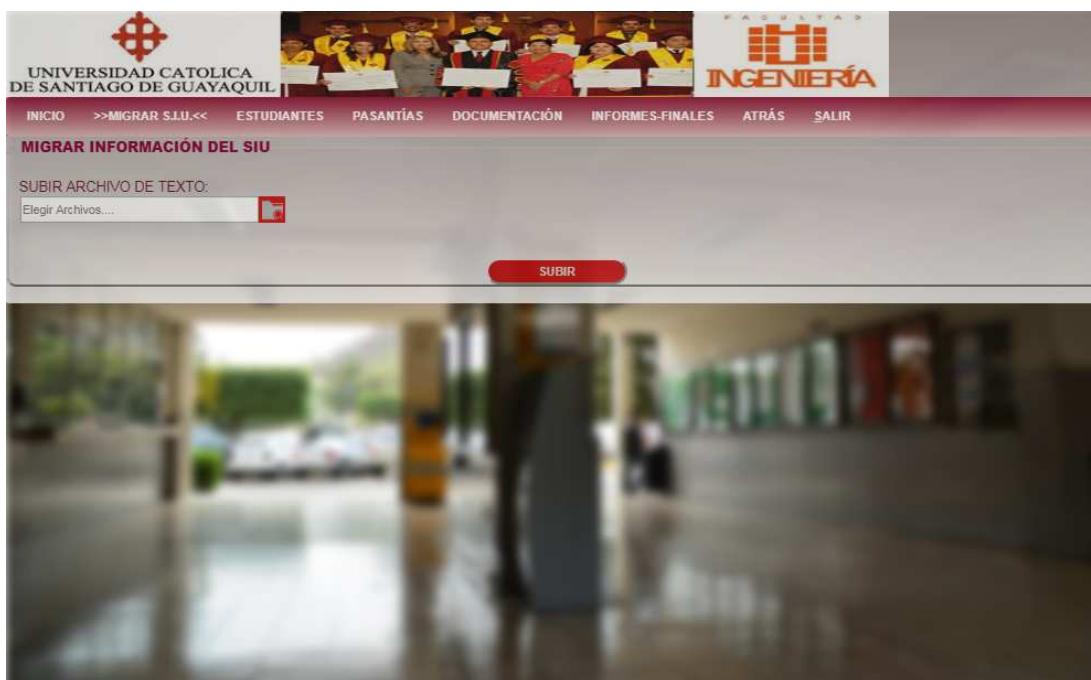 UNIVERSIDAD CATOLICA
DE SANTIAGO DE GUAYAQUIL
FACULTAD
INGENIERÍA
INICIO >>MIGRAR S.I.U.<< ESTUDIANTES PASANTÍAS DOCUMENTACIÓN INFORMES-FINALES ATRÁS SALIR
MIGRAR INFORMACIÓN DEL SIU
SUBIR ARCHIVO DE TEXTO:
Elegir Archivos....
SUBIR